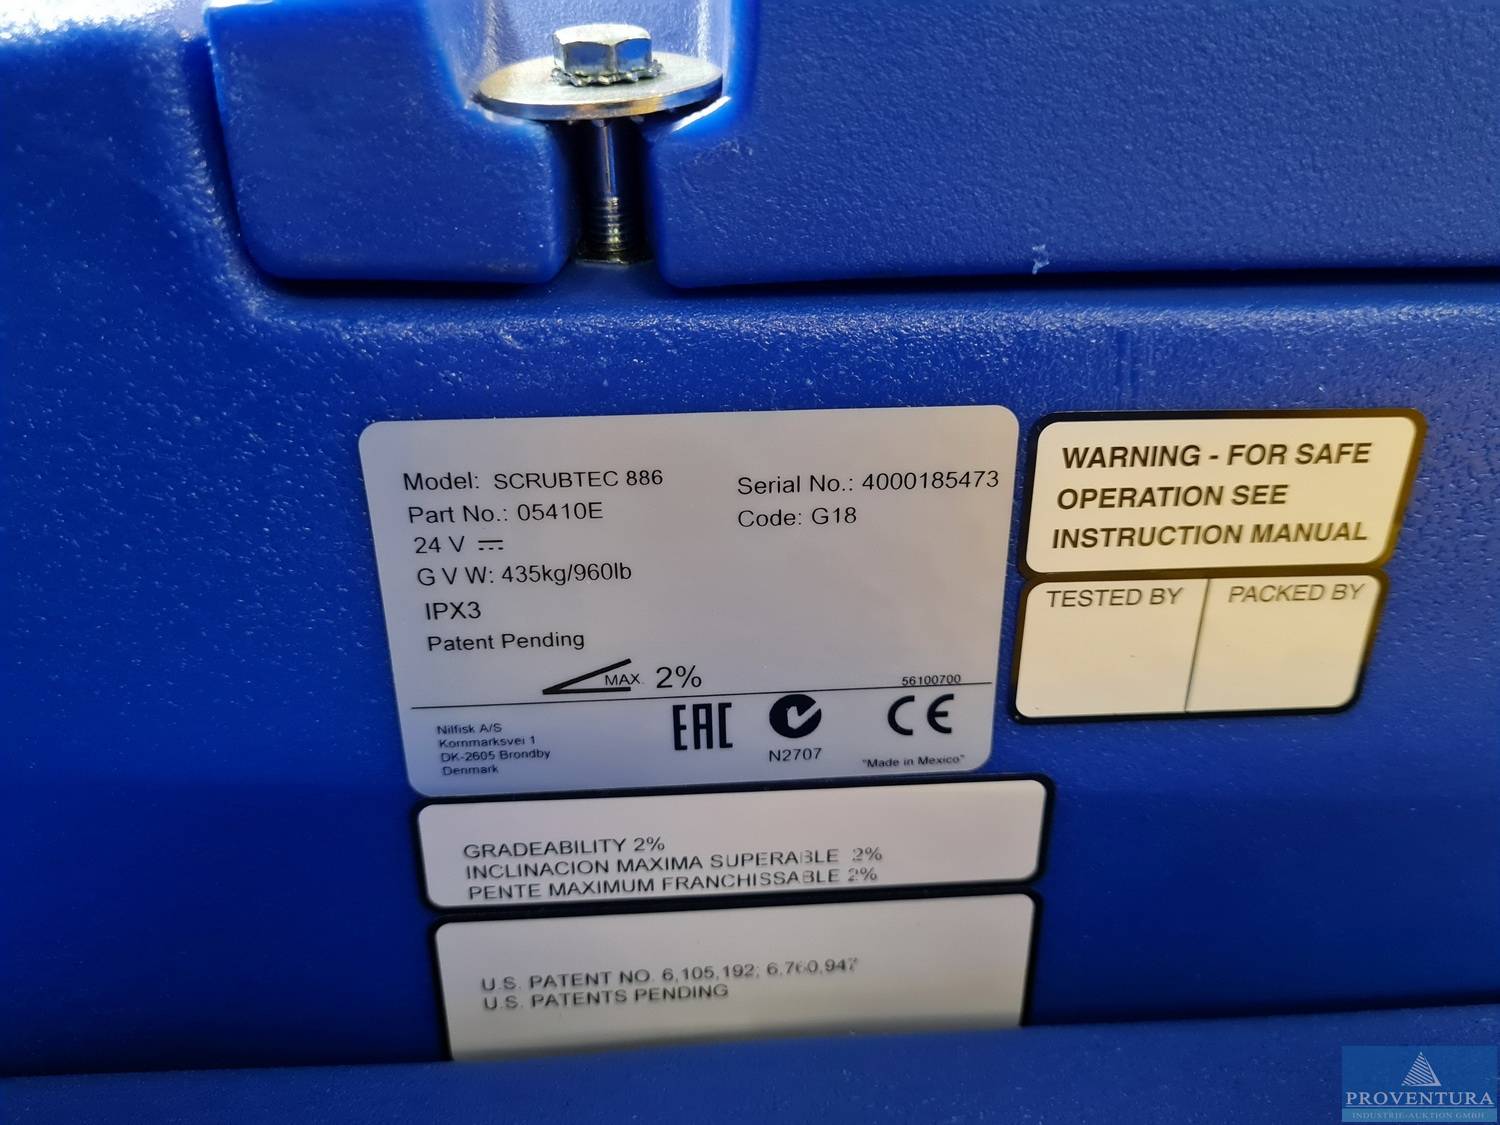 Model: SCRUBTEC 886
Part No.: 05410E
24 V
G V W: 435kg/960lb
IPX3
Patent Pending
MAX. 2%
Serial No.: 4000185473
Code: G18
56100700
Nilfisk A/S
Kornmarksvej 1
DK-2605 Brondby
Denmark
EAC
N2707
CE
"Made in Mexico"
WARNING - FOR SAFE
OPERATION SEE
INSTRUCTION MANUAL
TESTED BY
PACKED BY
GRADEABILITY 2%
INCLINACION MAXIMA SUPERABLE 2%
PENTE MAXIMUM FRANCHISSABLE 2%
U.S. PATENT NO. 6,105,192; 6,760,947
U.S. PATENTS PENDING
PROVENTURA
INDUSTRIE-AUKTION GMBH